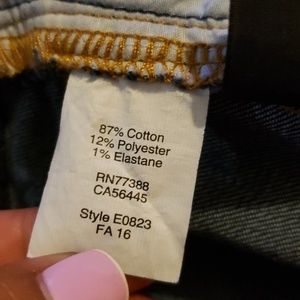 87% Cotton
12% Polyester
1% Elastane
RN77388
CA56445
Style E0823
FA 16